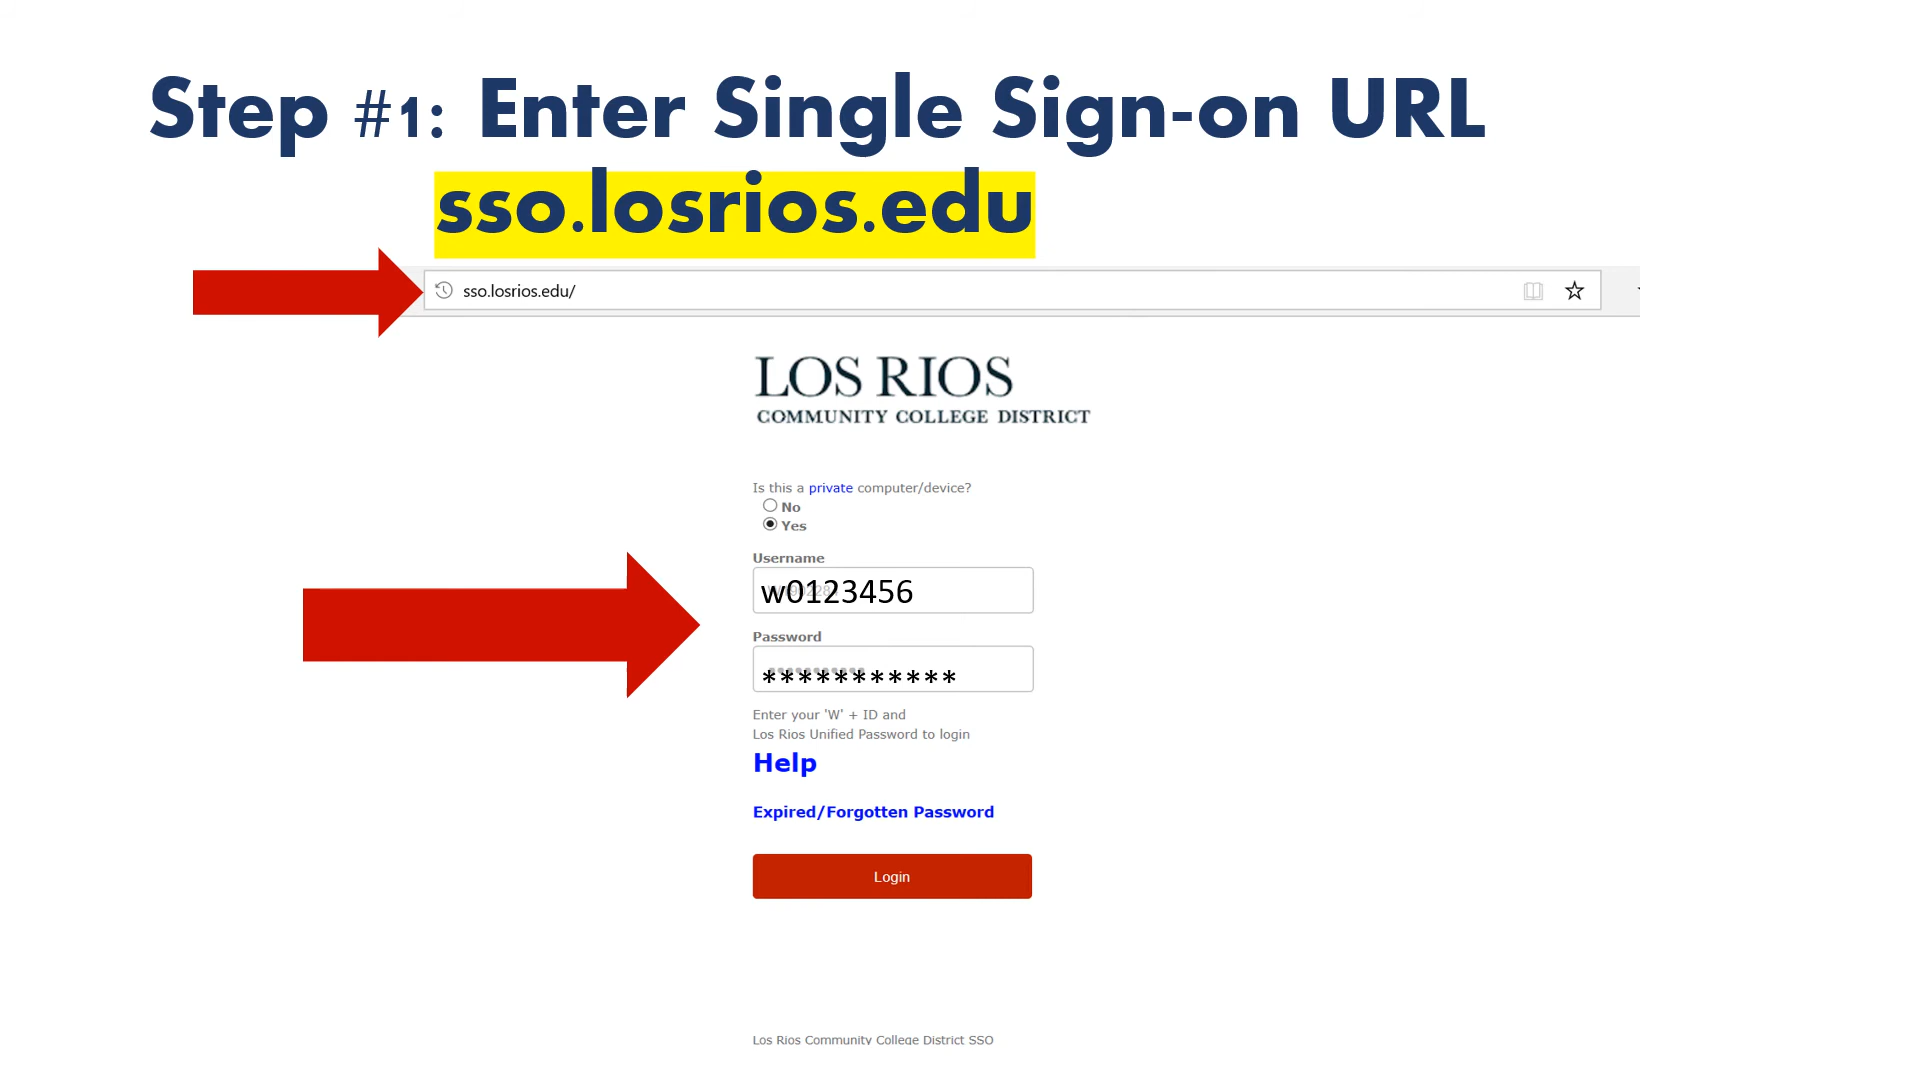 Step #1: Enter Single Sign-on URL
sso.losrios.edu
sso.losrios.edu/
LOS RIOS
COMMUNITY COLLEGE DISTRICT
Is this a private computer/device?
No
Yes
Username
w0123456
Password
***********
Enter your 'W' + ID and
Los Rios Unified Password to login
Help
Expired/Forgotten Password
Login
Los Rios Community College District SSO